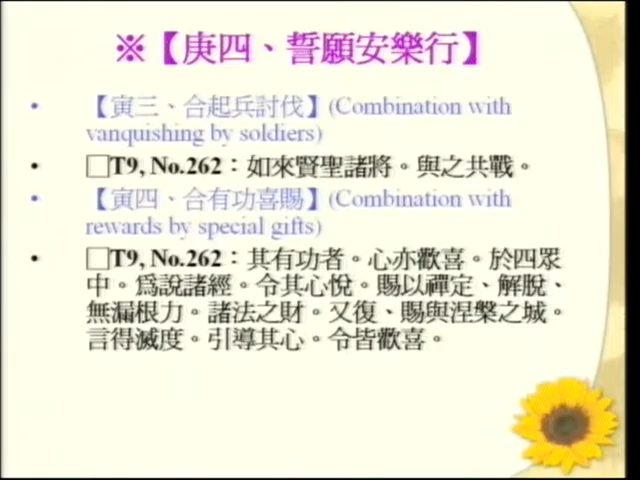 ※【庚四、誓願安樂行】
• 【寅三、合起兵討伐】(Combination with
vanquishing by soldiers)
• □T9, No.262：如來賢聖諸將。與之共戰。
• 【寅四、合有功喜賜】(Combination with
rewards by special gifts)
• □T9, No.262：其有功者。心亦歡喜。於四眾
中。為說諸經。令其心悅。賜以禪定、解脫、
無漏根力。諸法之財。又復、賜與涅槃之城。
言得滅度。引導其心。令皆歡喜。